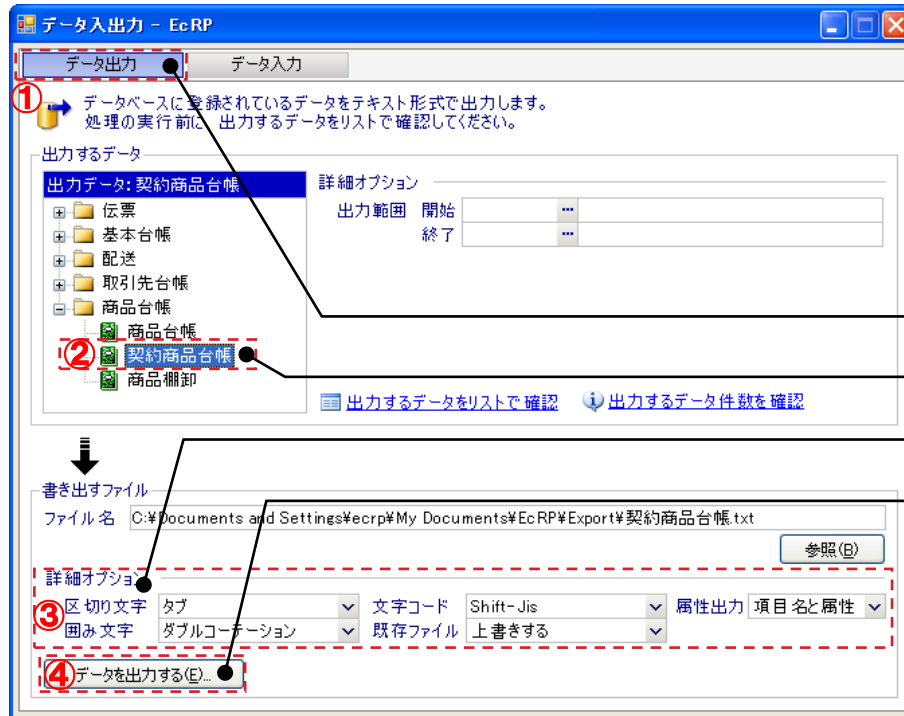 データ入出力 - EcRP
データ出力 データ入力
①
データベースに登録されているデータをテキスト形式で出力します。
処理の実行前に 出力するデータをリストで確認してください。
出力するデータ
出力データ：契約商品台帳
伝票
基本台帳
配送
取引先台帳
商品台帳
商品台帳
② 契約商品台帳
商品棚卸
詳細オプション
出力範囲 開始 ...
終了 ...
出力するデータをリストで確認 出力するデータ件数を確認
書き出すファイル
ファイル名 C:¥Documents and Settings¥ecrp¥My Documents¥EcRP¥Export¥契約商品台帳.txt
参照(B)
詳細オプション
③
区切り文字 タブ 文字コード Shift-Jis 属性出力 項目名と属性
囲み文字 ダブルコーテーション 既存ファイル 上書きする
④ データを出力する(E)...